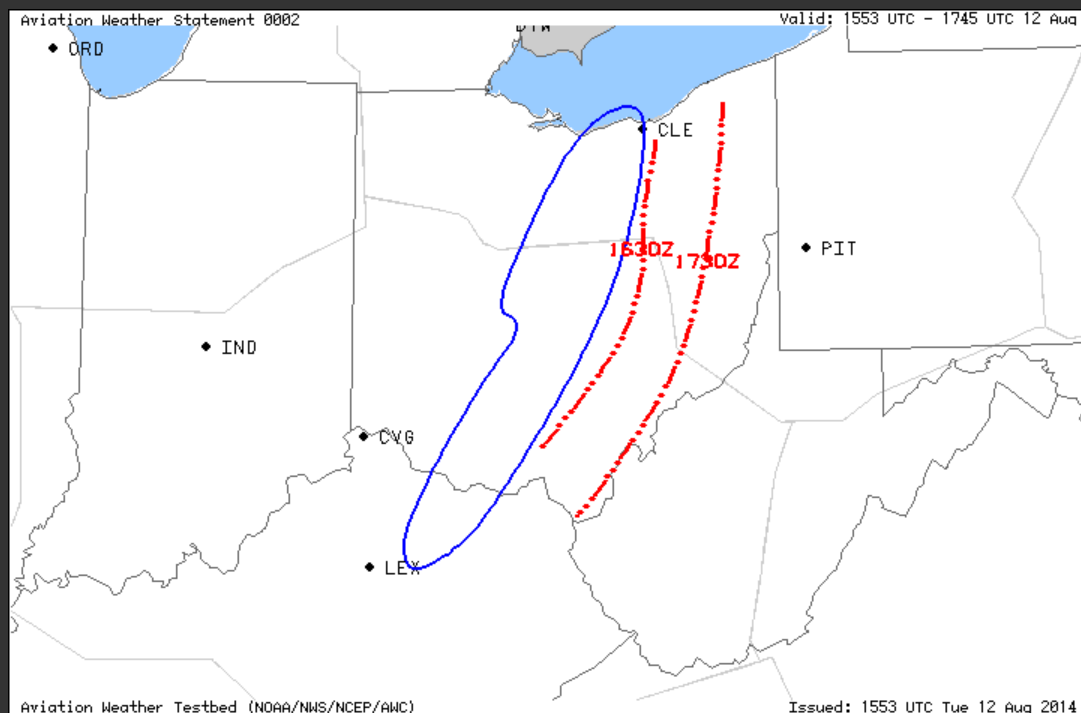 Aviation Weather Statement 0002
Valid: 1553 UTC - 1745 UTC 12 Aug
DTW
ORD
CLE
1630Z
1730Z
PIT
IND
CVG
LEX
Aviation Weather Testbed (NOAA/NWS/NCEP/AWC)
Issued: 1553 UTC Tue 12 Aug 2014